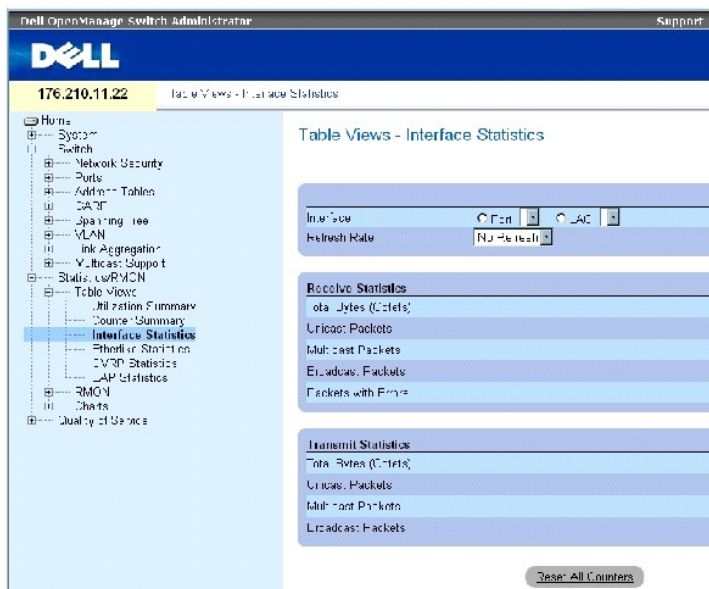 Dell OpenManage Switch Administrator
Support
DELL
176.210.11.22
Table Views - Interface Statistics
Home
System
Switch
Network Security
Ports
Address Tables
GARP
Spanning Tree
VLAN
Link Aggregation
Multicast Support
Statistics/RMON
Table Views
Utilization Summary
Counter Summary
Interface Statistics
Etherlike Statistics
GVRP Statistics
EAP Statistics
RMON
Charts
Quality of Service
Table Views - Interface Statistics
Interface
Port
LAG
Refresh Rate
No Refresh
Receive Statistics
Total Bytes (Octets)
Unicast Packets
Multicast Packets
Broadcast Packets
Packets with Errors
Transmit Statistics
Total Bytes (Octets)
Unicast Packets
Multicast Packets
Broadcast Packets
Reset All Counters